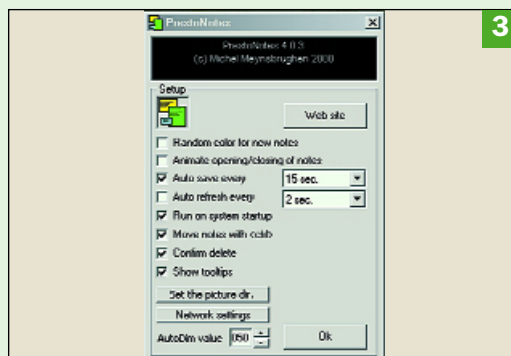 PrestoNotes
3
PrestoNotes 4.0.3
(c) Michel Meynsbrughen 2000
Setup
Web site
Random color for new notes
Animate opening/closing of notes
Auto save every 15 sec.
Auto refresh every 2 sec.
Run on system startup
Move notes with
Confirm delete
Show tooltips
Set the picture dir.
Network settings
AutoDim value 050
Ok